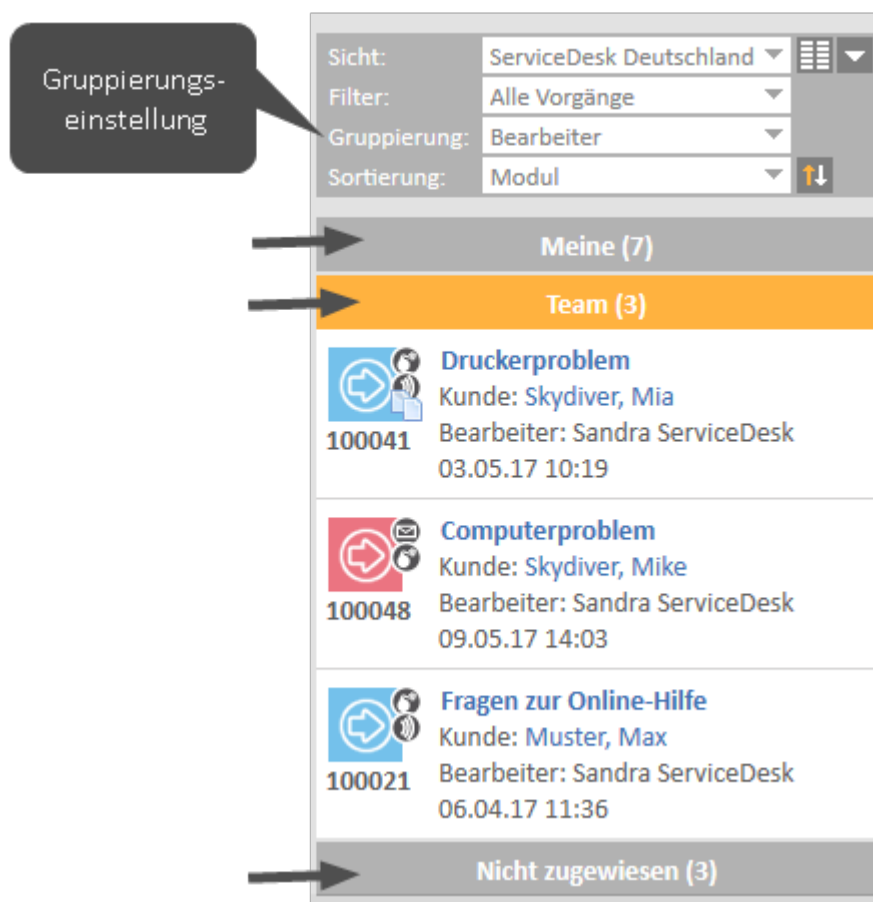 Gruppierungs-
einstellung
Sicht: ServiceDesk Deutschland
Filter: Alle Vorgänge
Gruppierung: Bearbeiter
Sortierung: Modul
Meine (7)
Team (3)
Druckerproblem
Kunde: Skydiver, Mia
Bearbeiter: Sandra ServiceDesk
100041
03.05.17 10:19
Computerproblem
Kunde: Skydiver, Mike
Bearbeiter: Sandra ServiceDesk
100048
09.05.17 14:03
Fragen zur Online-Hilfe
Kunde: Muster, Max
Bearbeiter: Sandra ServiceDesk
100021
06.04.17 11:36
Nicht zugewiesen (3)